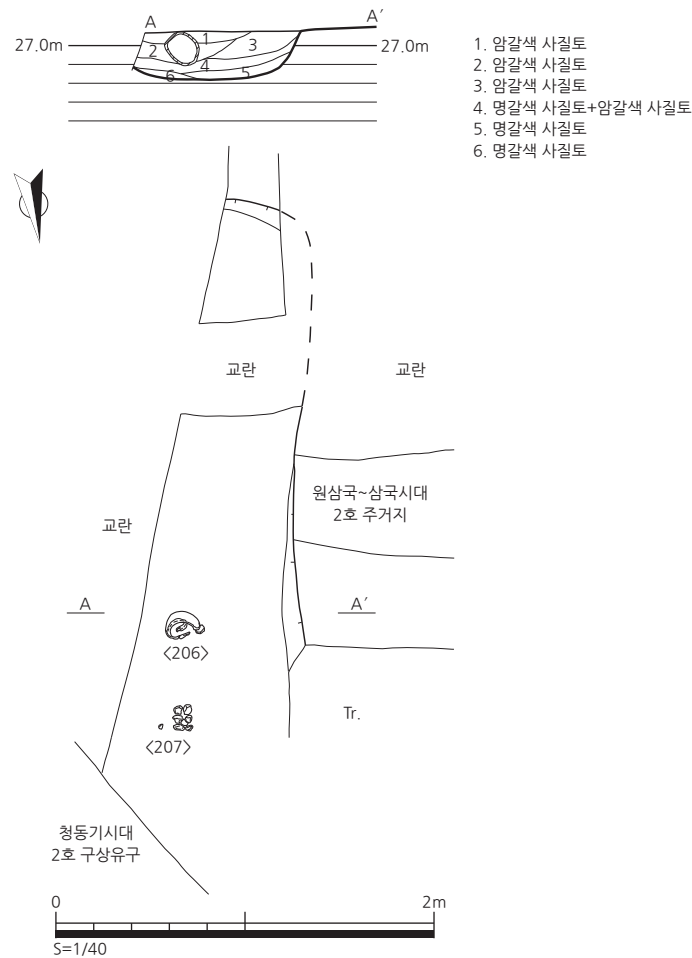 A
A′
27.0m
1
2
3
4
5
6
27.0m
1. 암갈색 사질토
2. 암갈색 사질토
3. 암갈색 사질토
4. 명갈색 사질토+암갈색 사질토
5. 명갈색 사질토
6. 명갈색 사질토
교란
교란
원삼국~삼국시대
2호 주거지
교란
A
A′
<206>
<207>
Tr.
청동기시대
2호 구상유구
0
2m
S=1/40